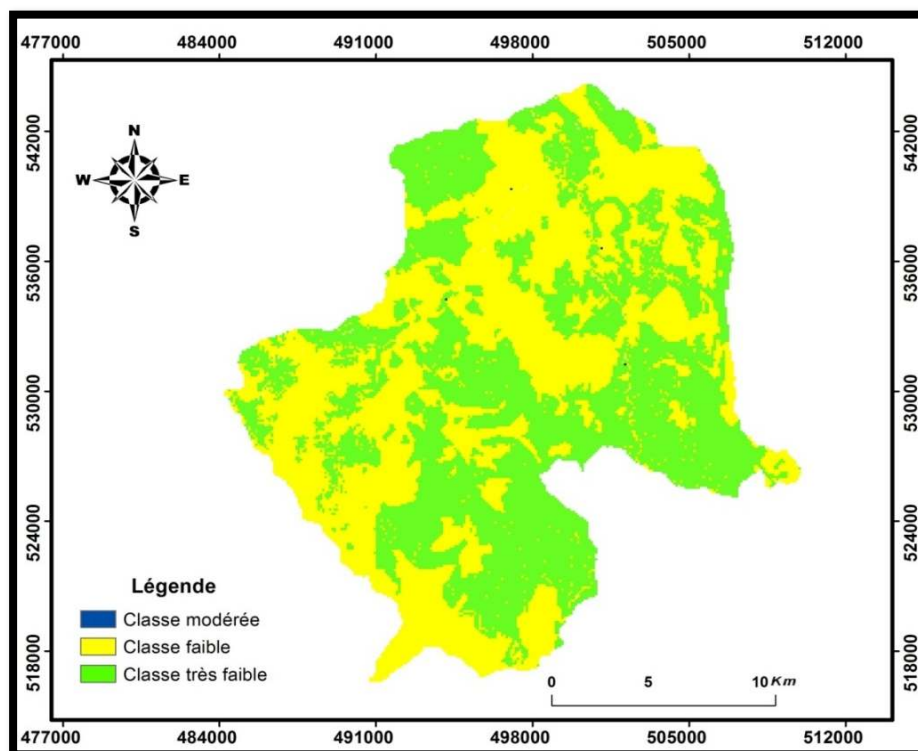 477000 484000 491000 498000 505000 512000
542000 542000
N
W E
S
536000 536000
530000 530000
524000 524000
Légende
Classe modérée
Classe faible
Classe très faible
518000 518000
0 5 10 Km
477000 484000 491000 498000 505000 512000